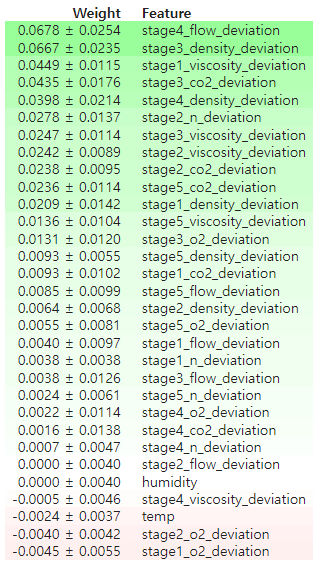 Weight Feature
0.0678 ± 0.0254 stage4_flow_deviation
0.0667 ± 0.0235 stage3_density_deviation
0.0449 ± 0.0115 stage1_viscosity_deviation
0.0435 ± 0.0176 stage3_co2_deviation
0.0398 ± 0.0214 stage4_density_deviation
0.0278 ± 0.0137 stage2_n_deviation
0.0247 ± 0.0114 stage3_viscosity_deviation
0.0242 ± 0.0089 stage2_viscosity_deviation
0.0238 ± 0.0095 stage2_co2_deviation
0.0236 ± 0.0114 stage5_co2_deviation
0.0209 ± 0.0142 stage1_density_deviation
0.0136 ± 0.0104 stage5_viscosity_deviation
0.0131 ± 0.0120 stage3_o2_deviation
0.0093 ± 0.0055 stage5_density_deviation
0.0093 ± 0.0102 stage1_co2_deviation
0.0085 ± 0.0099 stage5_flow_deviation
0.0064 ± 0.0068 stage2_density_deviation
0.0055 ± 0.0081 stage5_o2_deviation
0.0040 ± 0.0097 stage1_flow_deviation
0.0038 ± 0.0038 stage1_n_deviation
0.0038 ± 0.0126 stage3_flow_deviation
0.0024 ± 0.0061 stage5_n_deviation
0.0022 ± 0.0114 stage4_o2_deviation
0.0016 ± 0.0138 stage4_co2_deviation
0.0007 ± 0.0047 stage4_n_deviation
0.0000 ± 0.0040 stage2_flow_deviation
0.0000 ± 0.0040 humidity
-0.0005 ± 0.0046 stage4_viscosity_deviation
-0.0024 ± 0.0037 temp
-0.0040 ± 0.0042 stage2_o2_deviation
-0.0045 ± 0.0055 stage1_o2_deviation